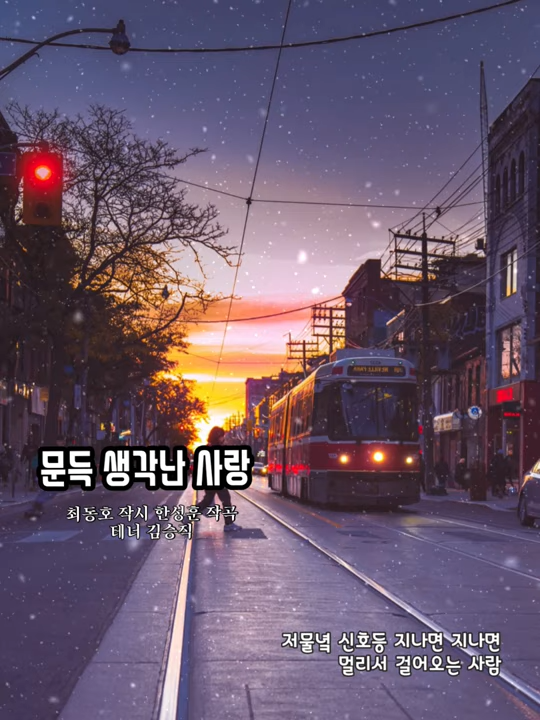 문득 생각난 사랑
최동호 작시 한성훈 작곡
테너 김승직
저물녘 신호등 지나면 지나면
멀리서 걸어오는 사람